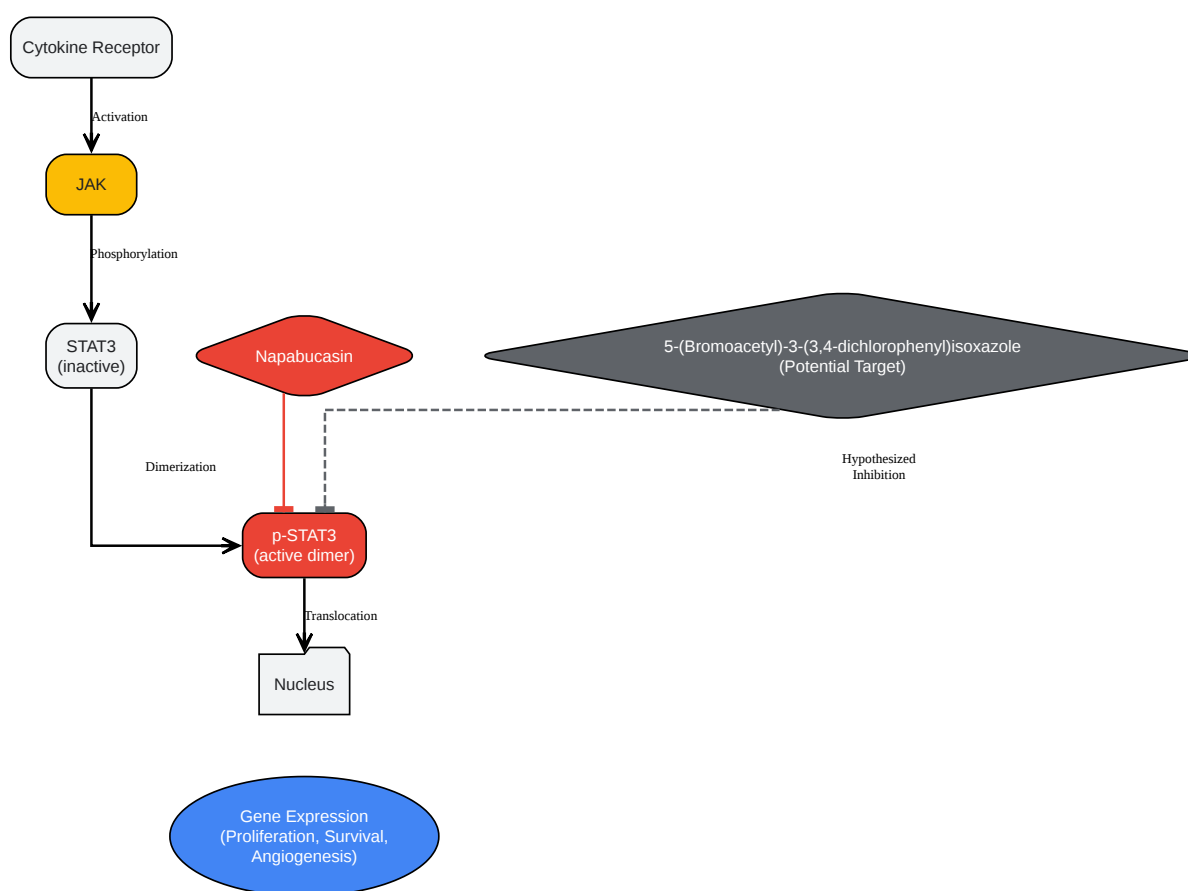 Cytokine Receptor
Activation
JAK
Phosphorylation
STAT3
(inactive)
Napabucasin
5-(Bromoacetyl)-3-(3,4-dichlorophenyl)isoxazole
(Potential Target)
Dimerization
Hypothesized
Inhibition
p-STAT3
(active dimer)
Translocation
Nucleus
Gene Expression
(Proliferation, Survival,
Angiogenesis)